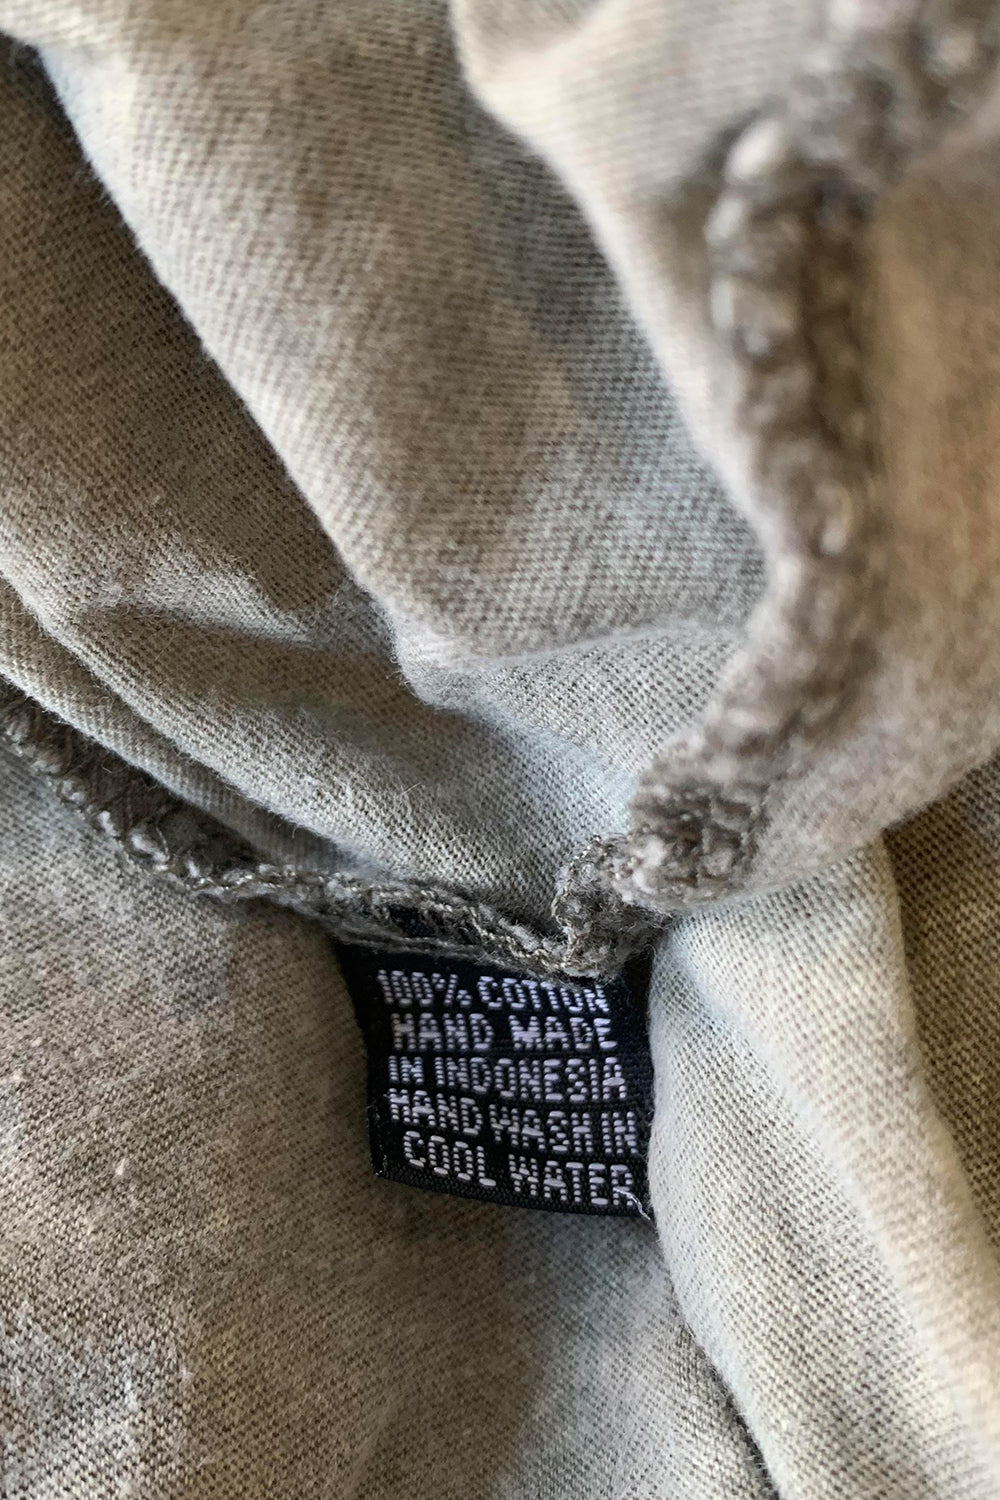 100% COTTON
HAND MADE
IN INDONESIA
HAND WASH IN
COOL WATER